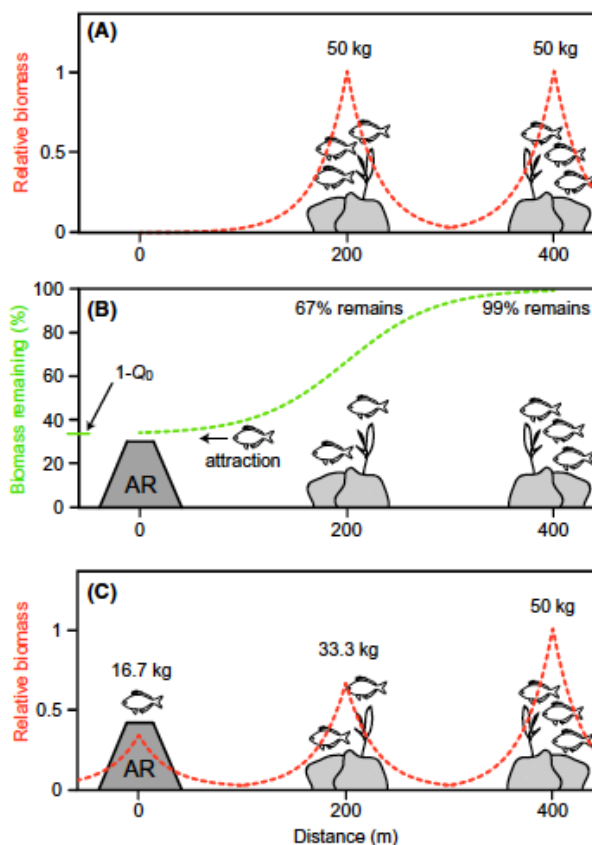 (A)
50 kg 50 kg
Relative biomass
1
0.5
0
0 200 400
(B)
Biomass remaining (%)
100
80
60
40
20
0
67% remains 99% remains
1-Q₀
attraction
AR
0 200 400
(C)
50 kg
33.3 kg
16.7 kg
Relative biomass
1
0.5
0
AR
0 200 400
Distance (m)